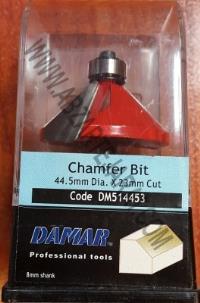 Chamfer Bit
44.5mm Dia. X 23mm Cut
Code DM514453
DAMAR
Professional tools
8mm shank